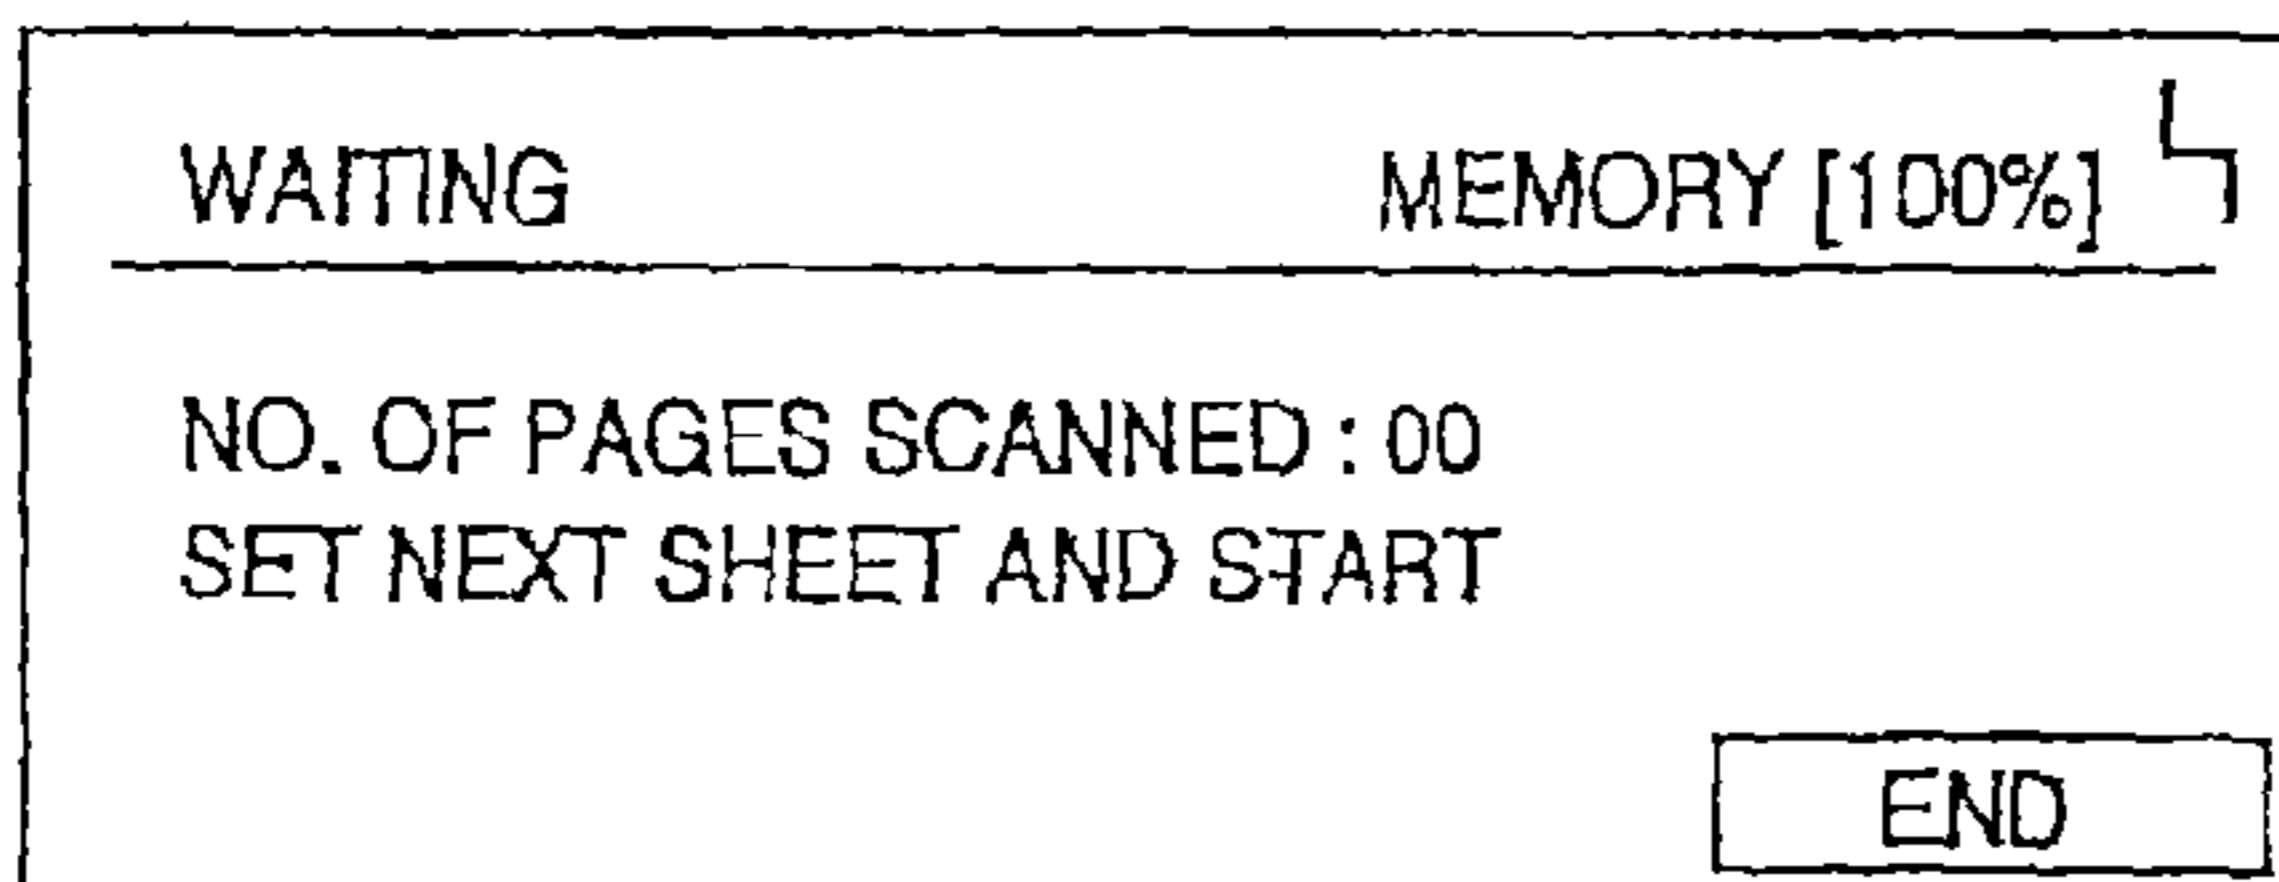 WAITING MEMORY [100%]
NO. OF PAGES SCANNED : 00
SET NEXT SHEET AND START
END